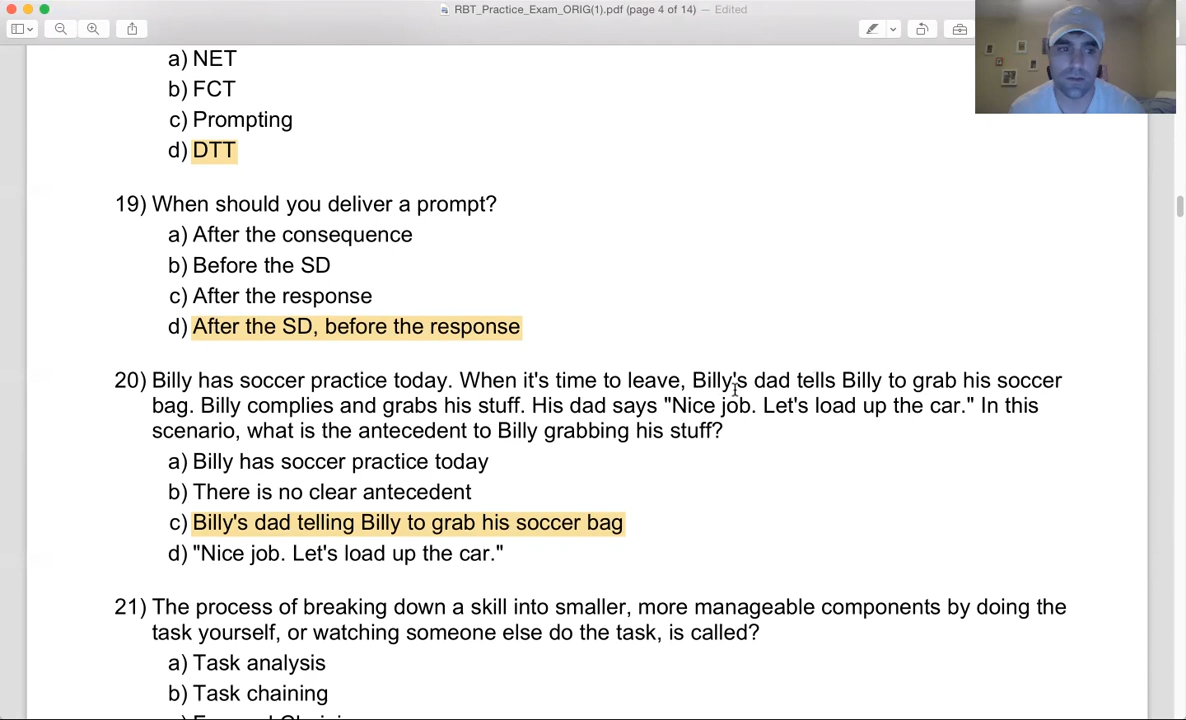 RBT_Practice_Exam_ORIG(1).pdf (page 4 of 14) — Edited
a) NET
b) FCT
c) Prompting
d) DTT
19) When should you deliver a prompt?
a) After the consequence
b) Before the SD
c) After the response
d) After the SD, before the response
20) Billy has soccer practice today. When it's time to leave, Billy's dad tells Billy to grab his soccer
bag. Billy complies and grabs his stuff. His dad says "Nice job. Let's load up the car." In this
scenario, what is the antecedent to Billy grabbing his stuff?
a) Billy has soccer practice today
b) There is no clear antecedent
c) Billy's dad telling Billy to grab his soccer bag
d) "Nice job. Let's load up the car."
21) The process of breaking down a skill into smaller, more manageable components by doing the
task yourself, or watching someone else do the task, is called?
a) Task analysis
b) Task chaining